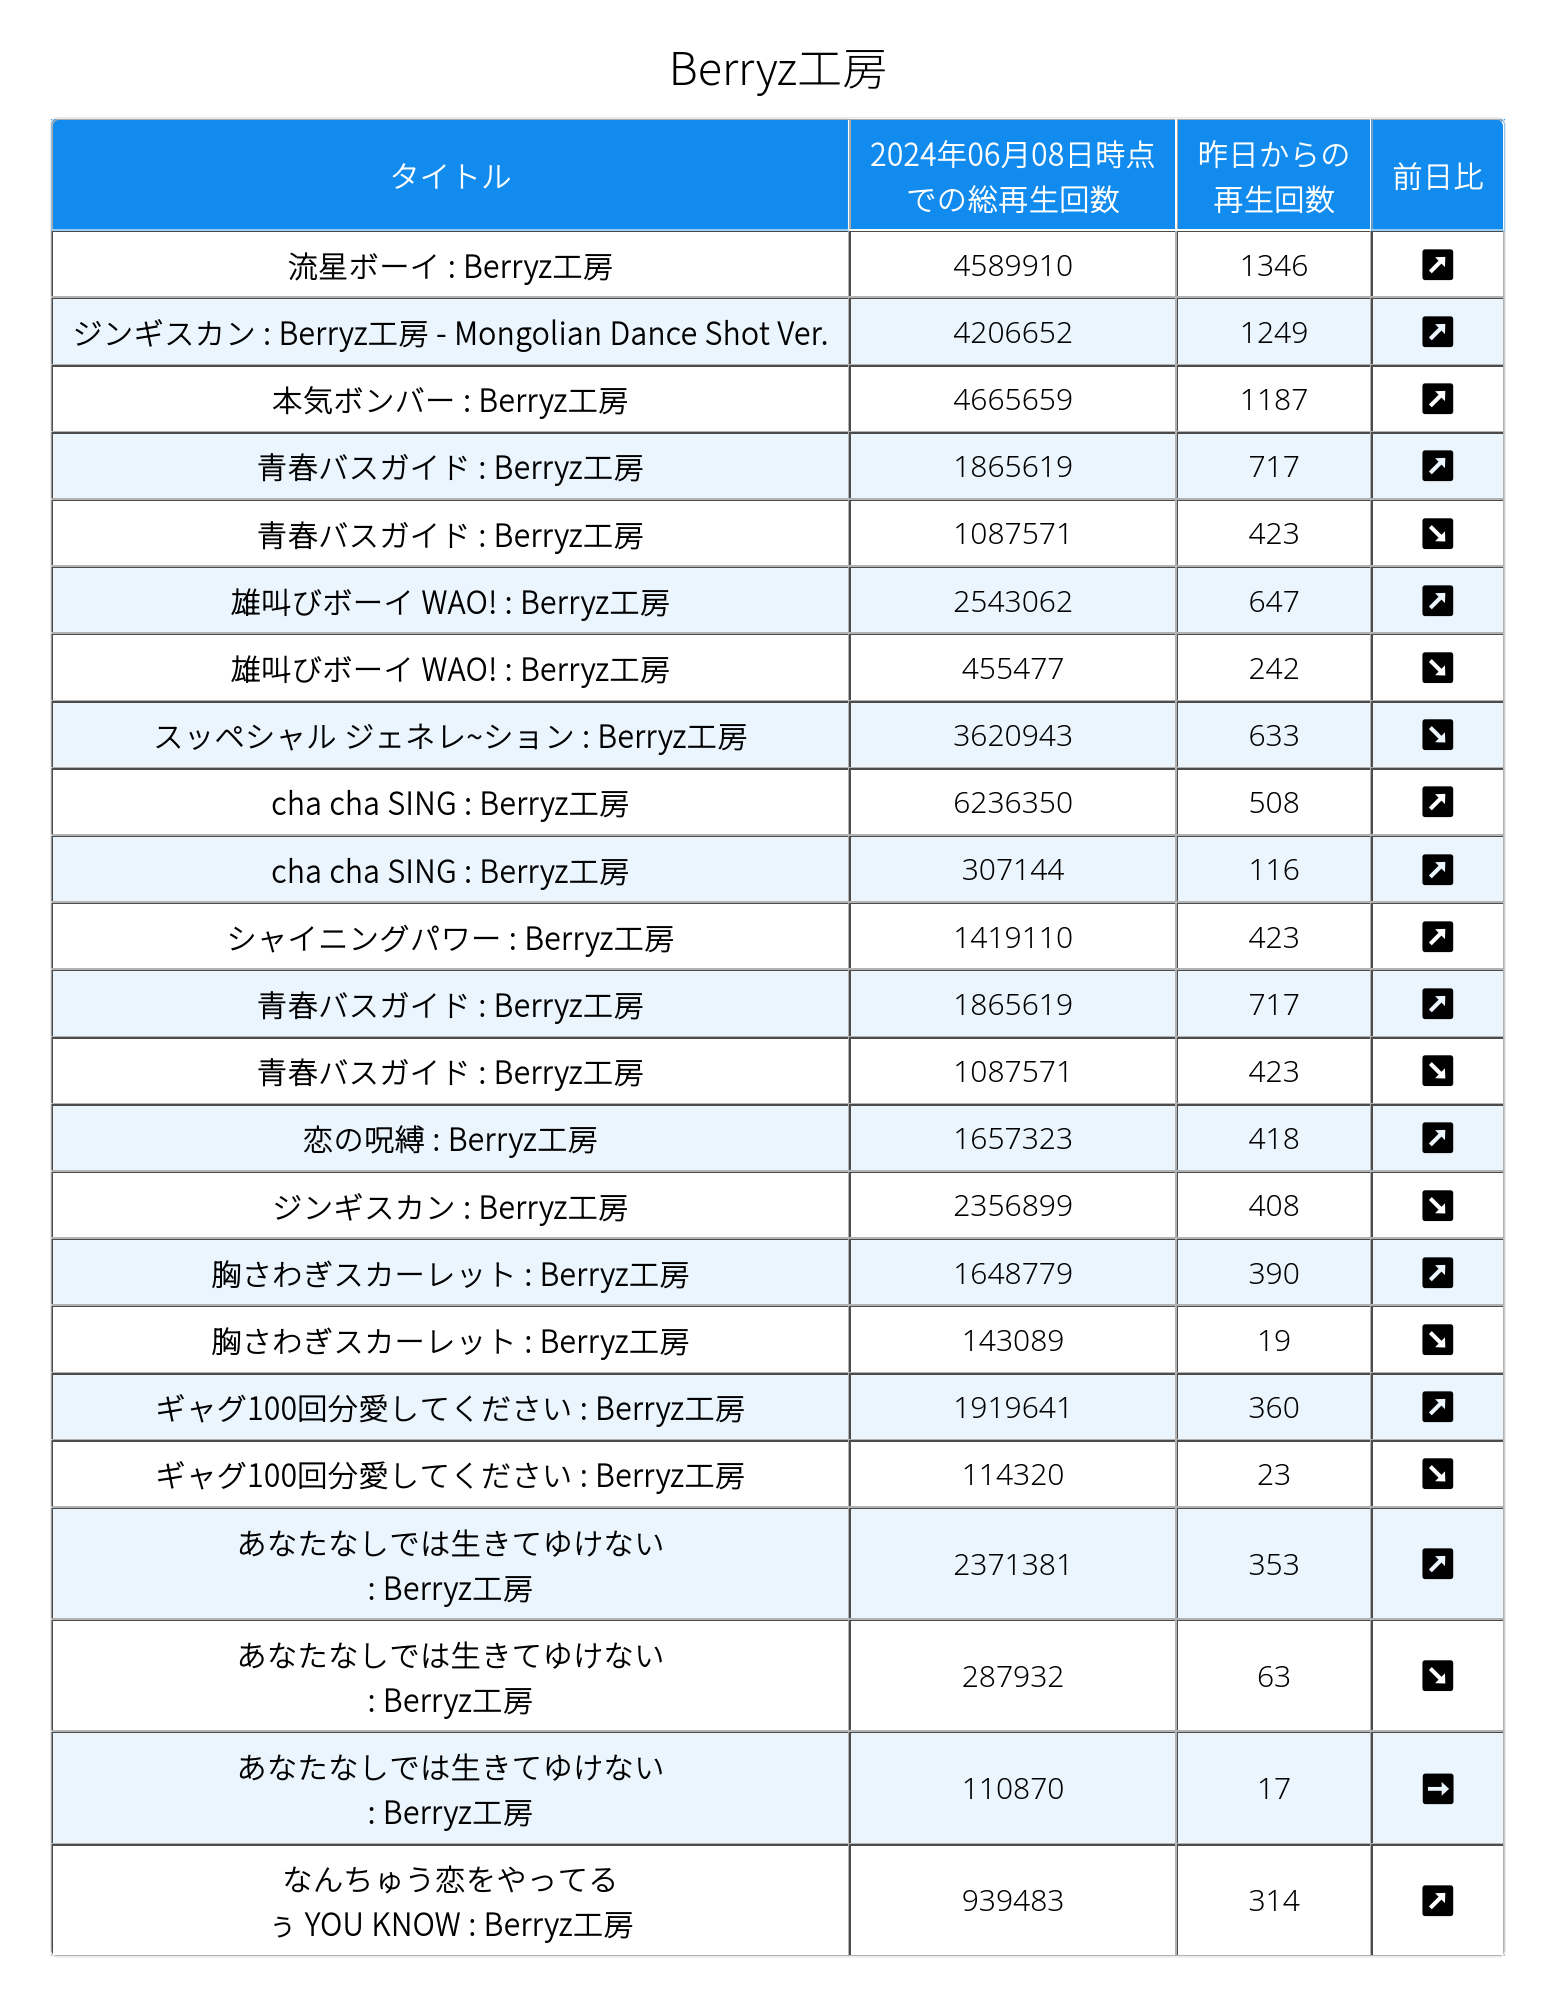 Berryz工房
タイトル
2024年06月08日時点
での総再生回数
昨日からの
再生回数
前日比
流星ボーイ : Berryz工房 4589910 1346
ジンギスカン : Berryz工房 - Mongolian Dance Shot Ver. 4206652 1249
本気ボンバー : Berryz工房 4665659 1187
青春バスガイド : Berryz工房 1865619 717
青春バスガイド : Berryz工房 1087571 423
雄叫びボーイ WAO! : Berryz工房 2543062 647
雄叫びボーイ WAO! : Berryz工房 455477 242
スッペシャル ジェネレ~ション : Berryz工房 3620943 633
cha cha SING : Berryz工房 6236350 508
cha cha SING : Berryz工房 307144 116
シャイニングパワー : Berryz工房 1419110 423
青春バスガイド : Berryz工房 1865619 717
青春バスガイド : Berryz工房 1087571 423
恋の呪縛 : Berryz工房 1657323 418
ジンギスカン : Berryz工房 2356899 408
胸さわぎスカーレット : Berryz工房 1648779 390
胸さわぎスカーレット : Berryz工房 143089 19
ギャグ100回分愛してください : Berryz工房 1919641 360
ギャグ100回分愛してください : Berryz工房 114320 23
あなたなしでは生きてゆけない
: Berryz工房 2371381 353
あなたなしでは生きてゆけない
: Berryz工房 287932 63
あなたなしでは生きてゆけない
: Berryz工房 110870 17
なんちゅう恋をやってる
ぅ YOU KNOW : Berryz工房 939483 314